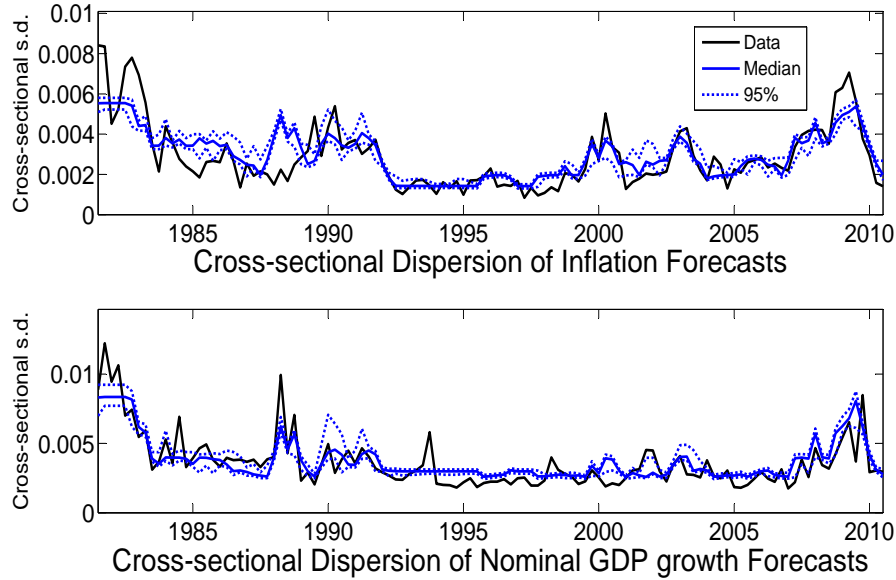 0.01
0.008
0.006
0.004
0.002
0
Cross-sectional s.d.
Data
Median
95%
1985 1990 1995 2000 2005 2010
Cross-sectional Dispersion of Inflation Forecasts
0.01
0.005
0
Cross-sectional s.d.
1985 1990 1995 2000 2005 2010
Cross-sectional Dispersion of Nominal GDP growth Forecasts